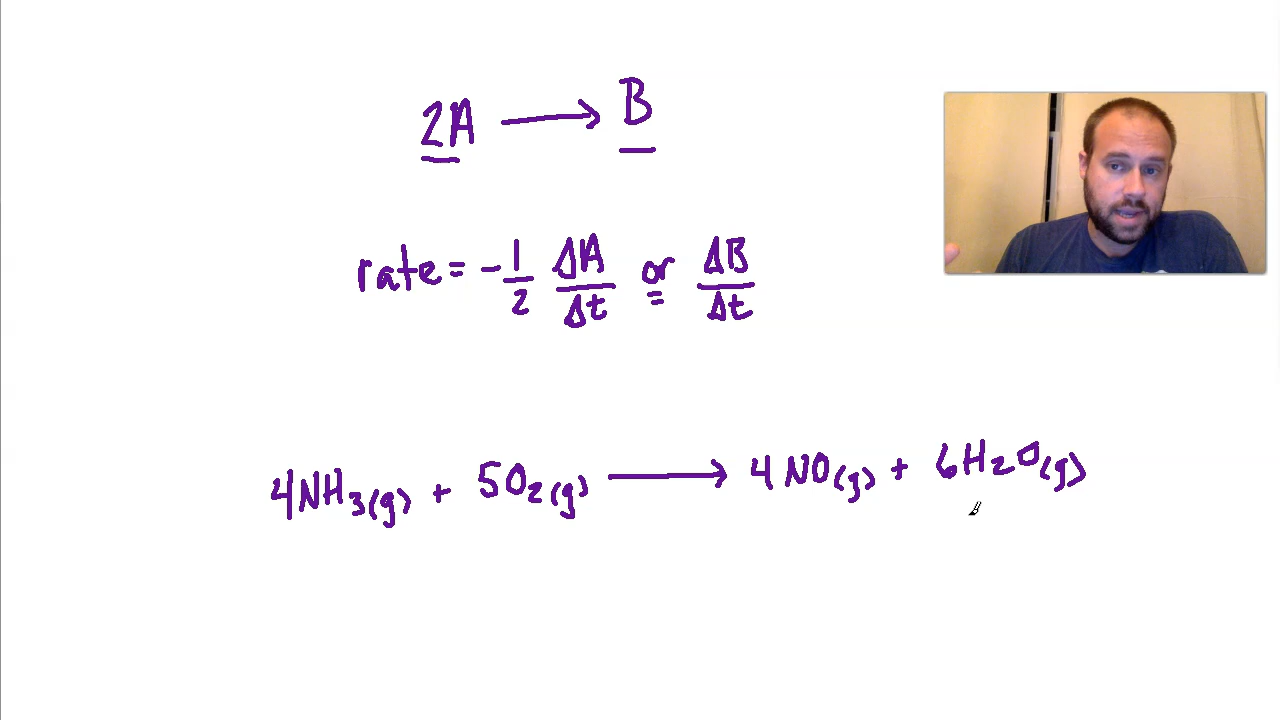 2A → B
rate = -1/2 ΔA/Δt or ΔB/Δt
4NH₃(g) + 5O₂(g) → 4NO(g) + 6H₂O(g)